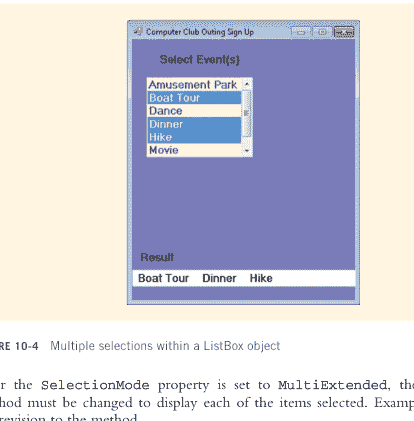 Computer Club Outing Sign Up
Select Event(s)
Amusement Park
Boat Tour
Dance
Dinner
Hike
Movie
Result
Boat Tour Dinner Hike
RE 10-4 Multiple selections within a ListBox object
r the SelectionMode property is set to MultiExtended, the
hod must be changed to display each of the items selected. Examp
revision to the method.